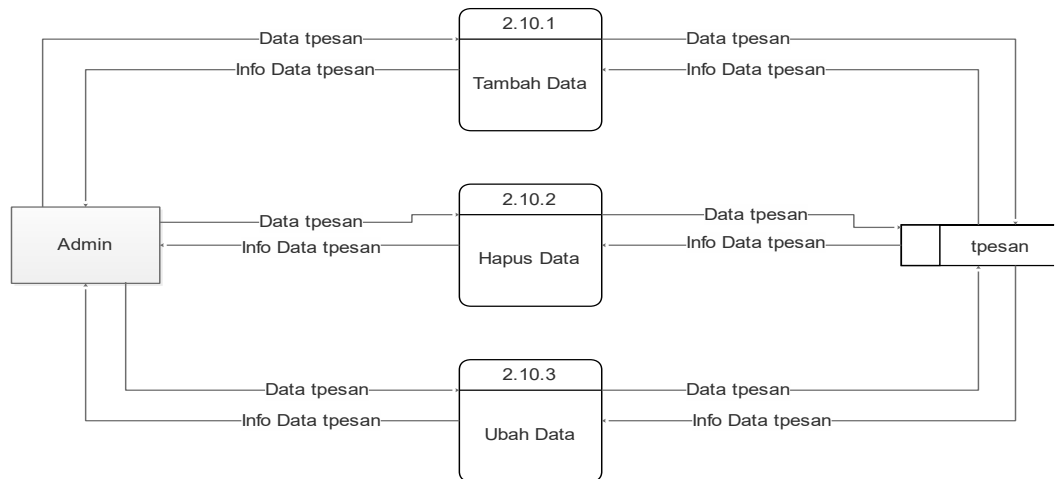 2.10.1
Data tpesan
Data tpesan
Info Data tpesan
Info Data tpesan
Tambah Data
2.10.2
Data tpesan
Data tpesan
Admin
Info Data tpesan
Info Data tpesan
tpesan
Hapus Data
2.10.3
Data tpesan
Data tpesan
Info Data tpesan
Info Data tpesan
Ubah Data